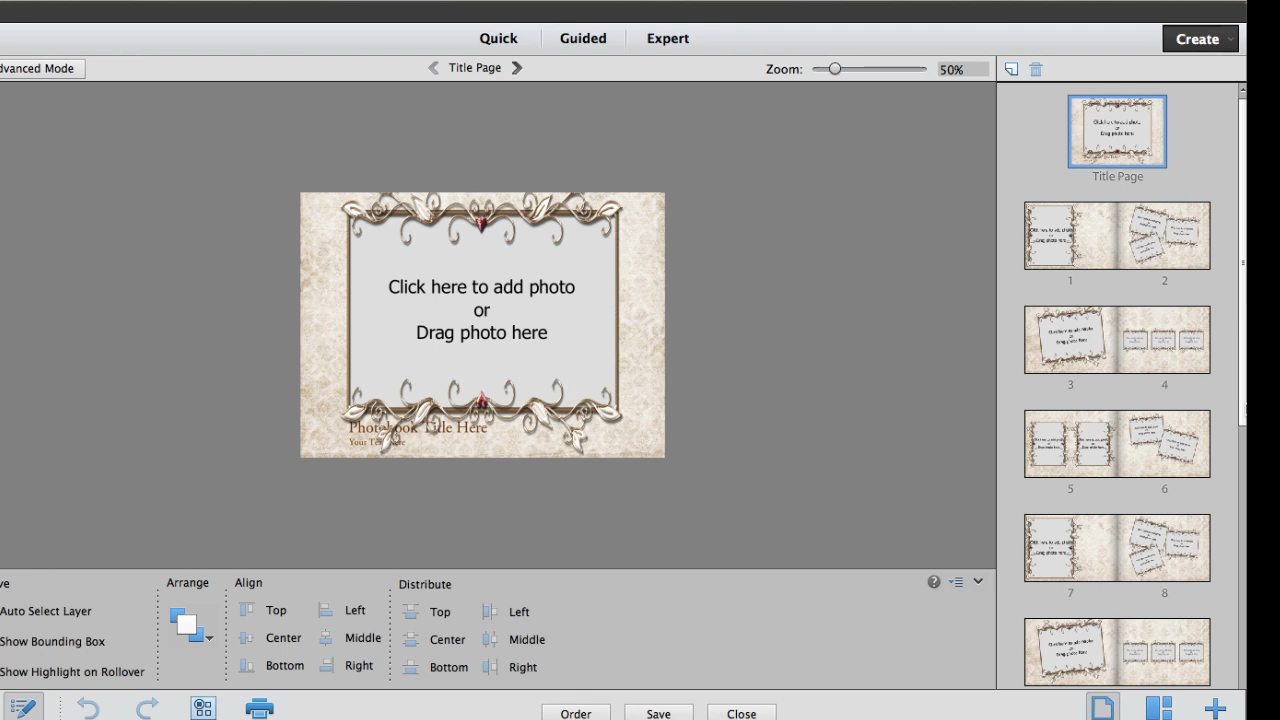 Quick Guided Expert Create
dvanced Mode Title Page Zoom: 50%
Title Page
Click here to add photo
or
Drag photo here
Photobook Title Here
1 2
3 4
5 6
7 8
ve Arrange Align Distribute
Auto Select Layer Top Left Top Left
Show Bounding Box Center Middle Center Middle
Show Highlight on Rollover Bottom Right Bottom Right
Order Save Close